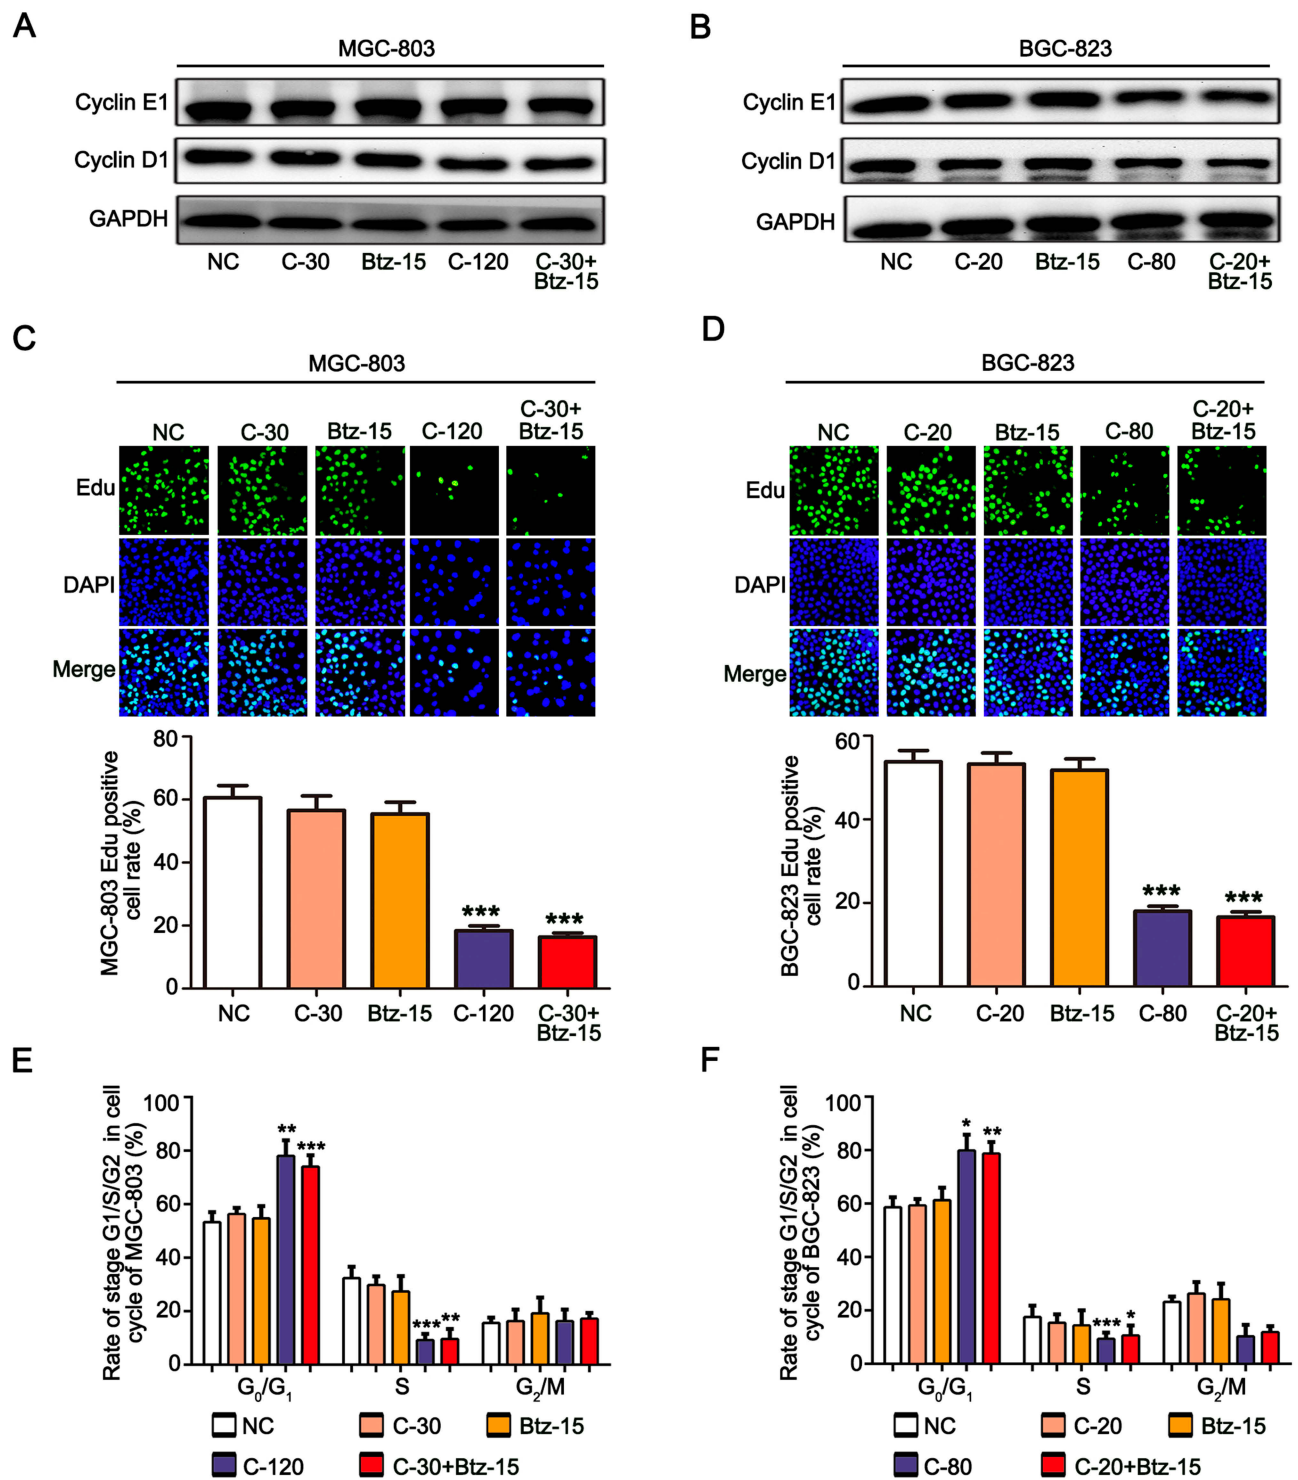 A
MGC-803
Cyclin E1
Cyclin D1
GAPDH
NC C-30 Btz-15 C-120 C-30+
Btz-15
B
BGC-823
Cyclin E1
Cyclin D1
GAPDH
NC C-20 Btz-15 C-80 C-20+
Btz-15
C
MGC-803
NC C-30 Btz-15 C-120 C-30+
Btz-15
Edu
DAPI
Merge
MGC-803 Edu positive
cell rate (%)
80
60
40
20
0
***
***
NC C-30 Btz-15 C-120 C-30+
Btz-15
D
BGC-823
NC C-20 Btz-15 C-80 C-20+
Btz-15
Edu
DAPI
Merge
BGC-823 Edu positive
cell rate (%)
60
40
20
0
***
***
NC C-20 Btz-15 C-80 C-20+
Btz-15
E
Rate of stage G1/S/G2 in cell
cycle of MGC-803 (%)
100
80
60
40
20
0
**
***
***
**
G0/G1 S G2/M
NC C-30 Btz-15
C-120 C-30+Btz-15
F
Rate of stage G1/S/G2 in cell
cycle of BGC-823 (%)
100
80
60
40
20
0
*
**
***
*
G0/G1 S G2/M
NC C-20 Btz-15
C-80 C-20+Btz-15